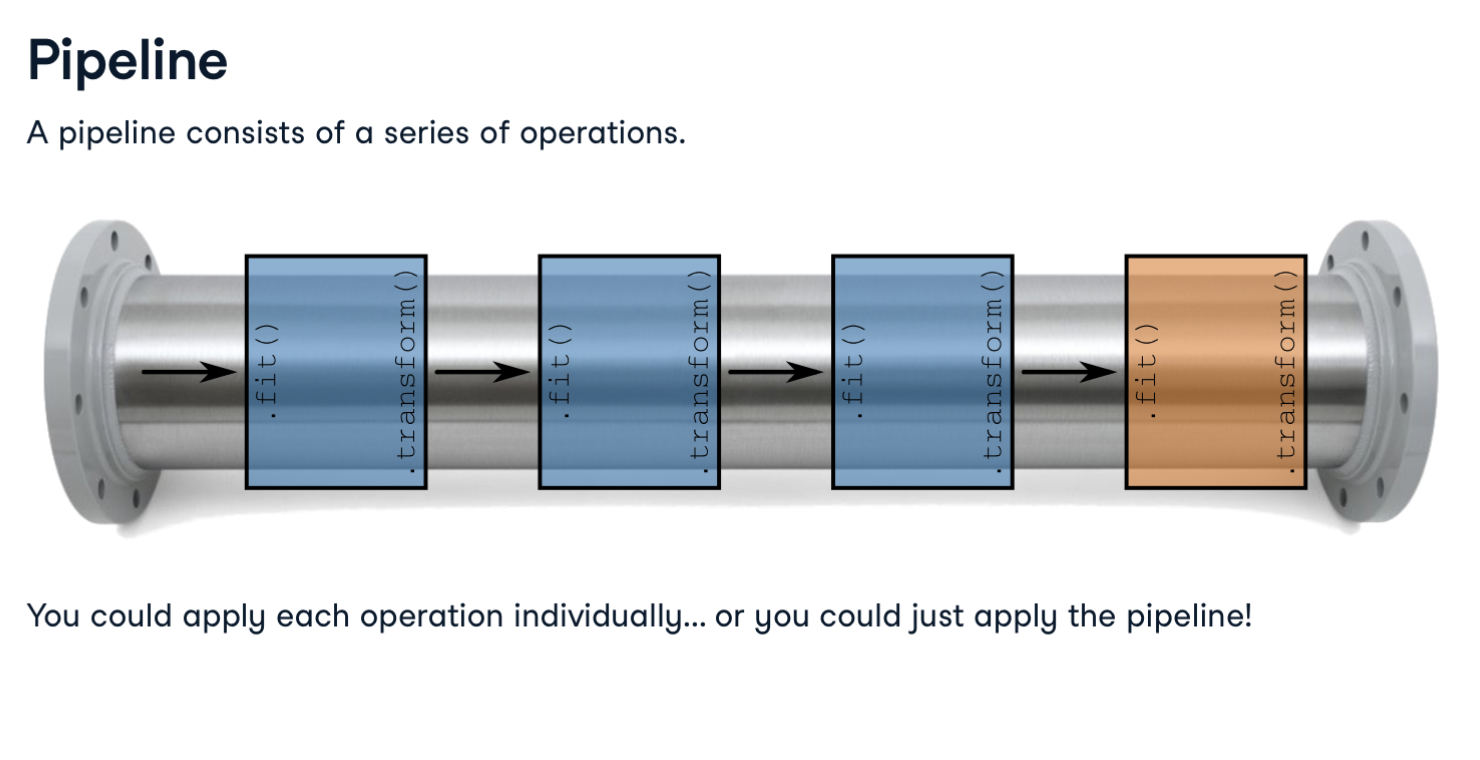 Pipeline
A pipeline consists of a series of operations.
.fit()
.transform()
.fit()
.transform()
.fit()
.transform()
.fit()
.transform()
You could apply each operation individually... or you could just apply the pipeline!